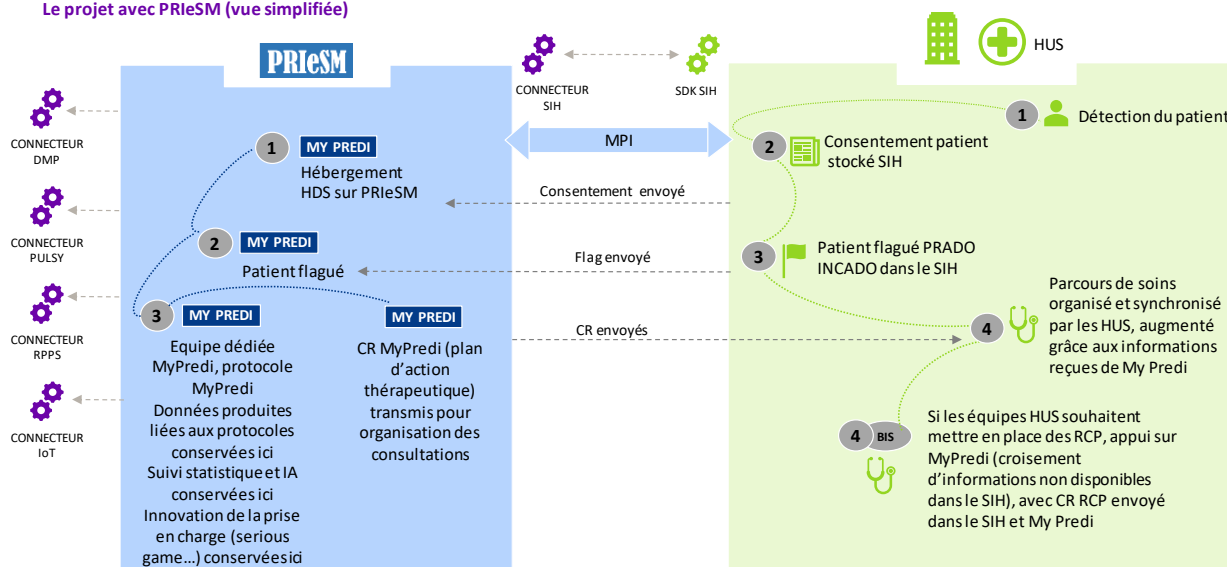 Le projet avec PRIeSM (vue simplifiée)
PRIeSM
CONNECTEUR
SIH
SDK SIH
HUS
CONNECTEUR
DMP
CONNECTEUR
PULSY
CONNECTEUR
RPPS
CONNECTEUR
IoT
MPI
Consentement envoyé
Flag envoyé
CR envoyés
1
MY PREDI
Hébergement
HDS sur PRIeSM
2
MY PREDI
Patient flagué
3
MY PREDI
Equipe dédiée
MyPredi, protocole
MyPredi
Données produites
liées aux protocoles
conservées ici
Suivi statistique et IA
conservées ici
Innovation de la prise
en charge (serious
game…) conservées ici
MY PREDI
CR MyPredi (plan
d’action
thérapeutique)
transmis pour
organisation des
consultations
1
Détection du patient
2
Consentement patient
stocké SIH
3
Patient flagué PRADO
INCADO dans le SIH
4
Parcours de soins
organisé et synchronisé
par les HUS, augmenté
grâce aux informations
reçues de My Predi
4 BIS
Si les équipes HUS souhaitent
mettre en place des RCP, appui sur
MyPredi (croisement
d’informations non disponibles
dans le SIH), avec CR RCP envoyé
dans le SIH et My Predi